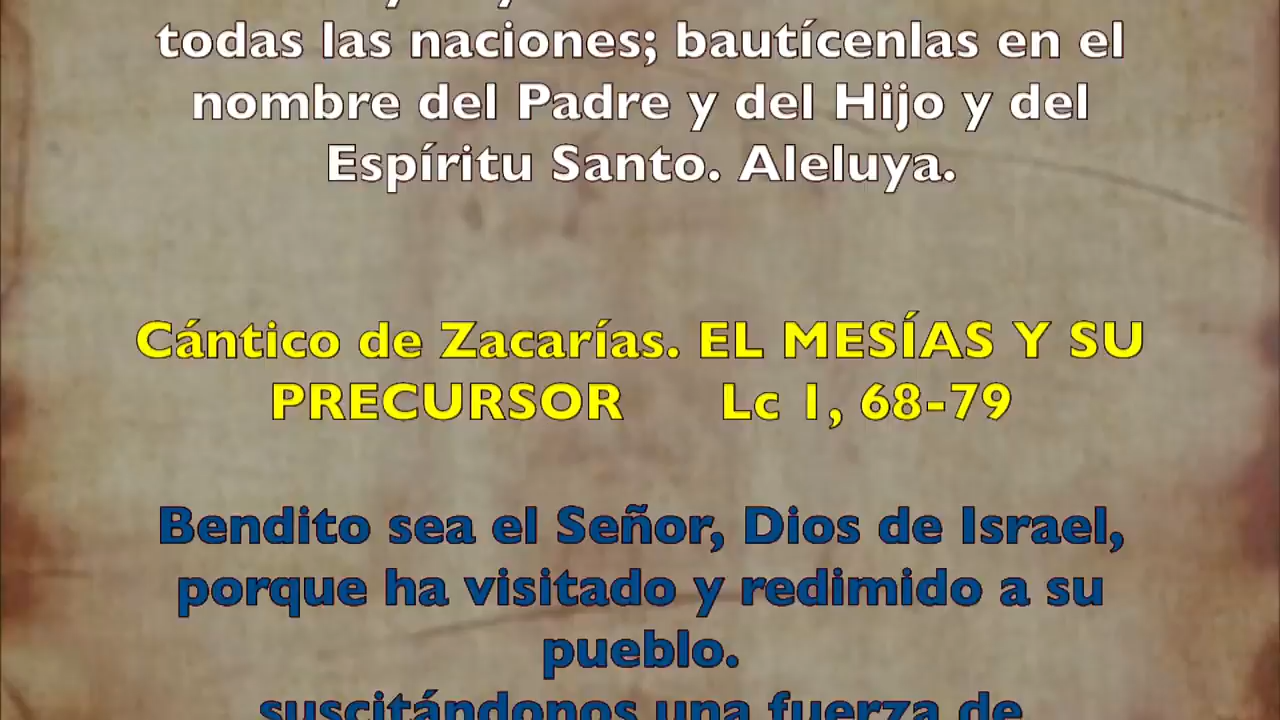 todas las naciones; bautícenlas en el
nombre del Padre y del Hijo y del
Espíritu Santo. Aleluya.
Cántico de Zacarías. EL MESÍAS Y SU
PRECURSOR Lc 1, 68-79
Bendito sea el Señor, Dios de Israel,
porque ha visitado y redimido a su
pueblo.
suscitándonos una fuerza de